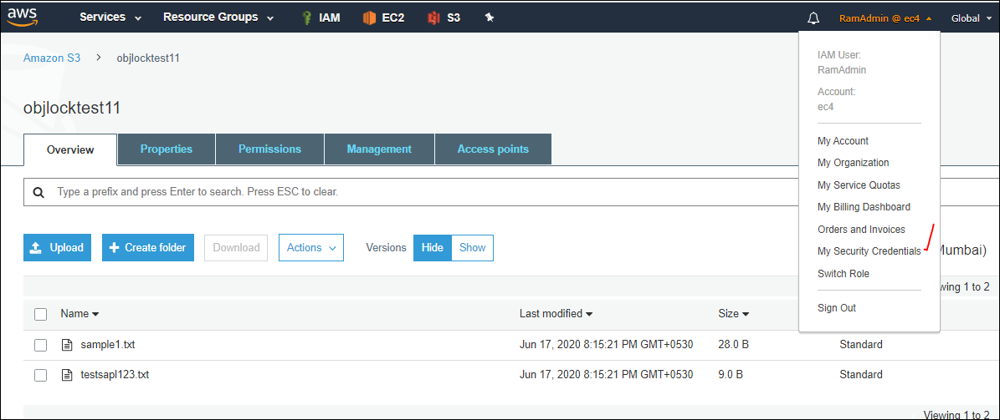 aws Services Resource Groups IAM EC2 S3 RamAdmin @ ec4 Global
Amazon S3 > objlocktest11
objlocktest11
Overview Properties Permissions Management Access points
Type a prefix and press Enter to search. Press ESC to clear.
Upload Create folder Download Actions Versions Hide Show
Mumbai)
wing 1 to 2
Name Last modified Size
sample1.txt Jun 17, 2020 8:15:21 PM GMT+0530 28.0 B Standard
testsapl123.txt Jun 17, 2020 8:15:21 PM GMT+0530 9.0 B Standard
Viewing 1 to 2
IAM User:
RamAdmin
Account:
ec4
My Account
My Organization
My Service Quotas
My Billing Dashboard
Orders and Invoices
My Security Credentials
Switch Role
Sign Out